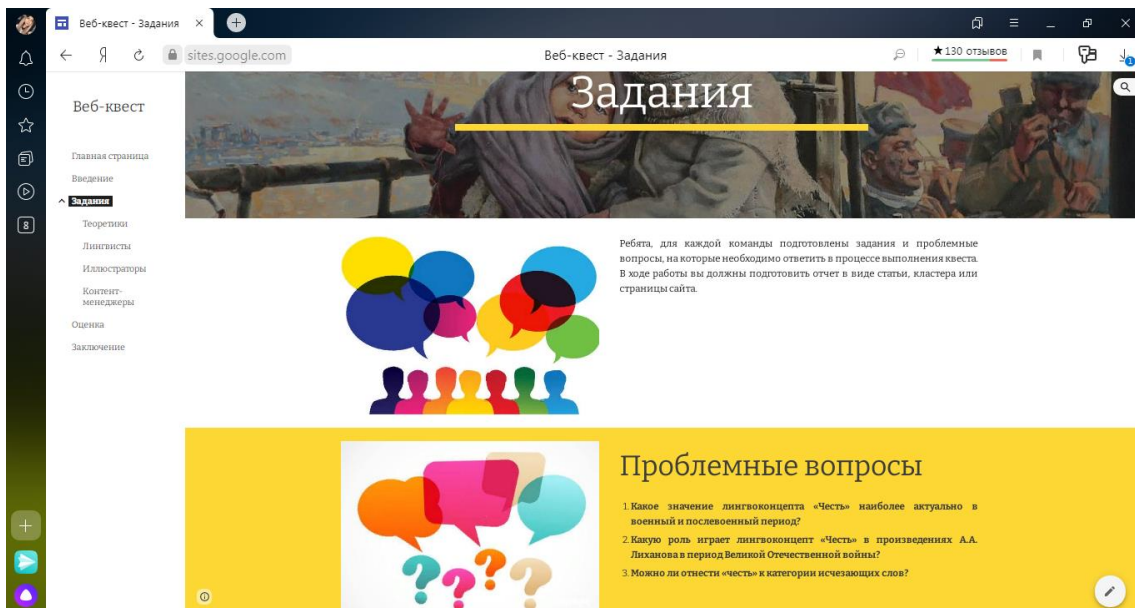 Веб-квест - Задания
sites.google.com
Веб-квест - Задания
★130 отзывов
1
8
Веб-квест
Главная страница
Введение
Задания
Теоретики
Лингвисты
Иллюстраторы
Контент-
менеджеры
Оценка
Заключение
Задания
Ребята, для каждой команды подготовлены задания и проблемные
вопросы, на которые необходимо ответить в процессе выполнения квеста.
В ходе работы вы должны подготовить отчет в виде статьи, кластера или
страницы сайта.
Проблемные вопросы
1. Какое значение лингвоконцепта «Честь» наиболее актуально в
военный и послевоенный период?
2. Какую роль играет лингвоконцепт «Честь» в произведениях А.А.
Лиханова в период Великой Отечественной войны?
3. Можно ли отнести «честь» к категории исчезающих слов?